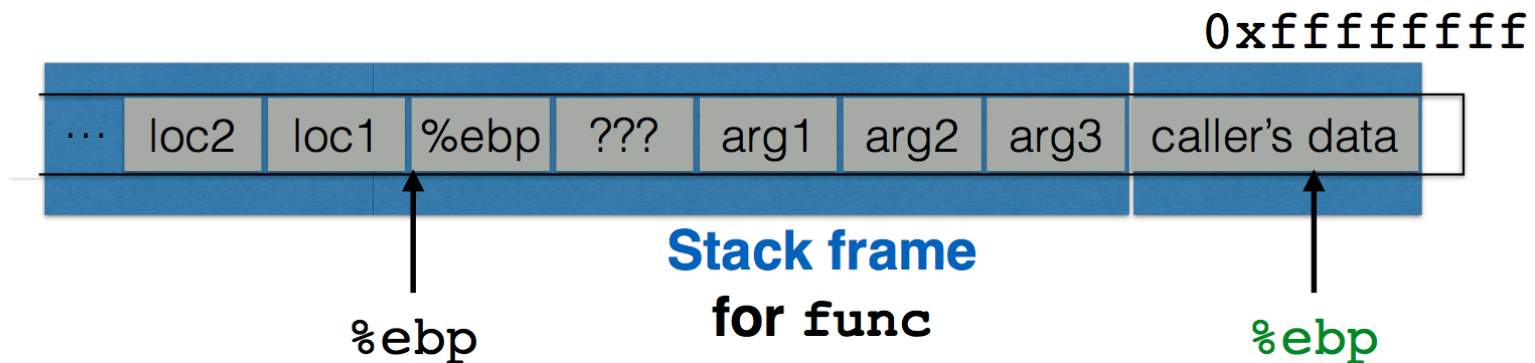 0xffffffff
... loc2 loc1 %ebp ??? arg1 arg2 arg3 caller's data
Stack frame
for func
%ebp %ebp